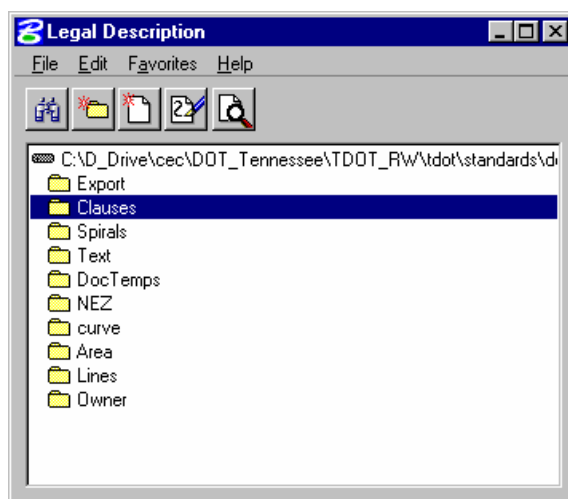 Legal Description
File Edit Favorites Help
C:\D_Drive\cec\DOT_Tennessee\TDOT_RW\tdot\standards\d
Export
Clauses
Spirals
Text
DocTemps
NEZ
curve
Area
Lines
Owner